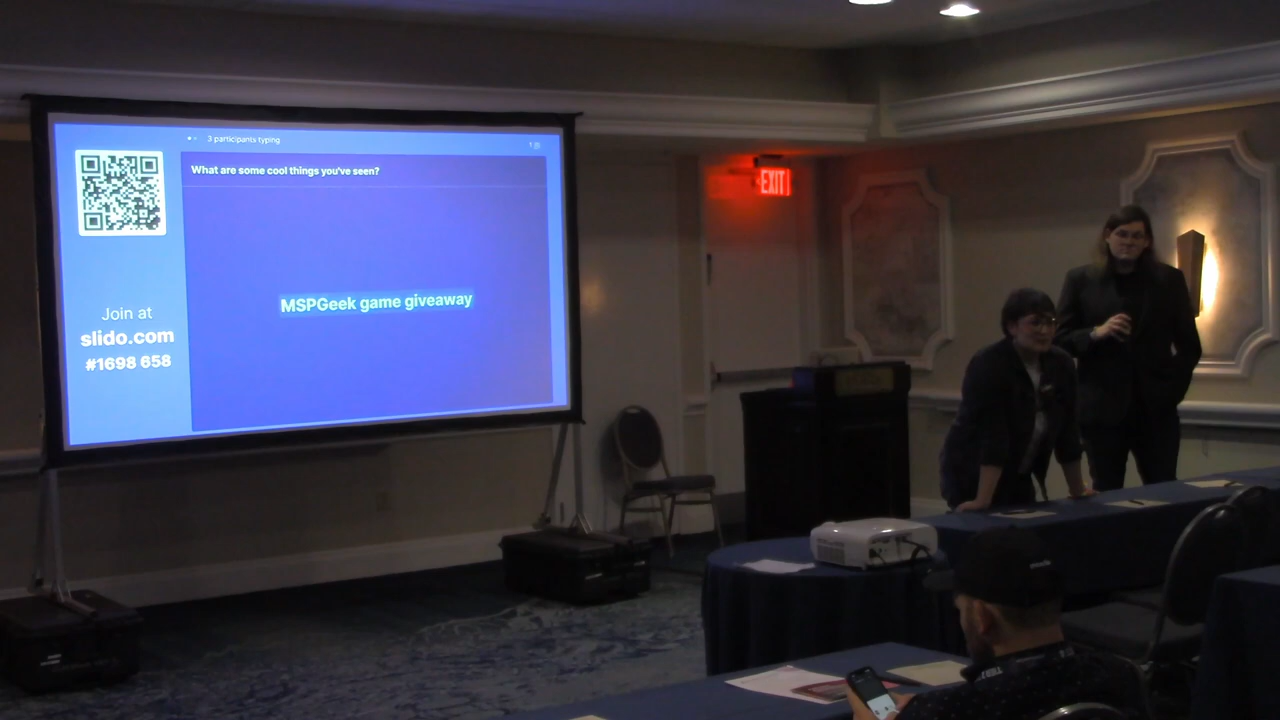 3 participants typing
1
What are some cool things you've seen?
MSPGeek game giveaway
Join at
slido.com
#1698 658
EXIT